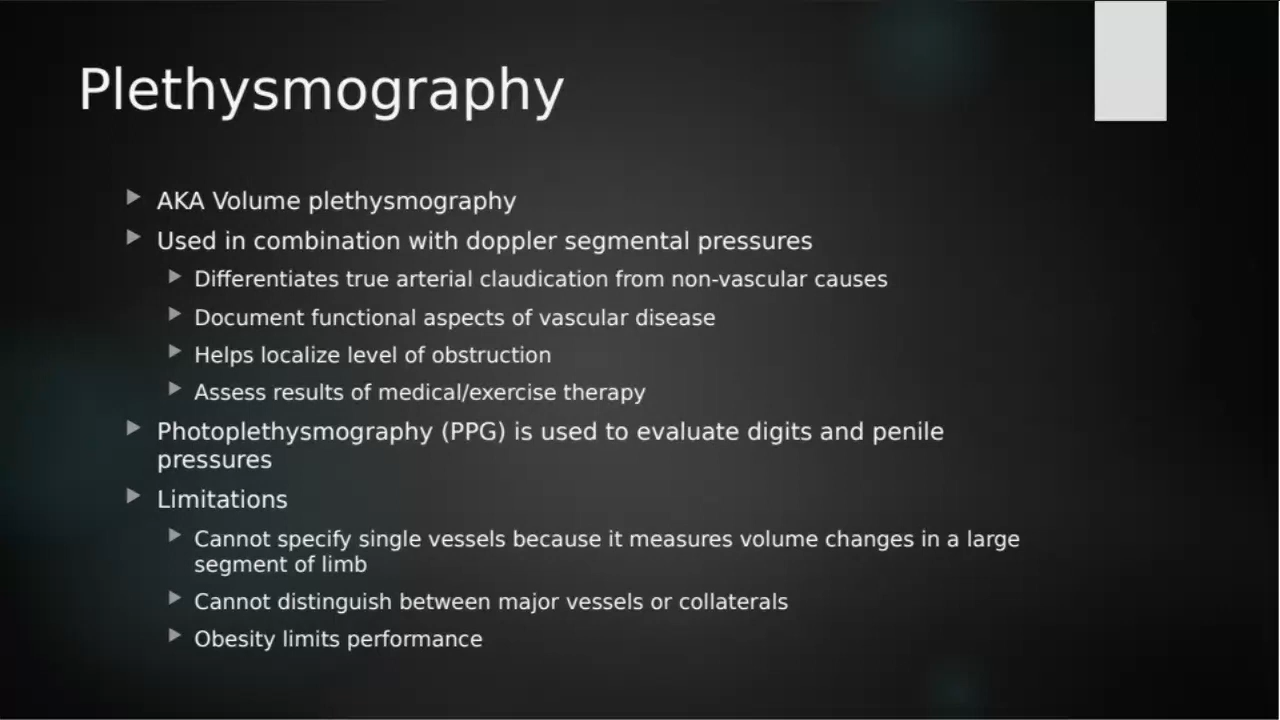 Plethysmography
AKA Volume plethysmography
Used in combination with doppler segmental pressures
Differentiates true arterial claudication from non-vascular causes
Document functional aspects of vascular disease
Helps localize level of obstruction
Assess results of medical/exercise therapy
Photoplethysmography (PPG) is used to evaluate digits and penile
pressures
Limitations
Cannot specify single vessels because it measures volume changes in a large
segment of limb
Cannot distinguish between major vessels or collaterals
Obesity limits performance